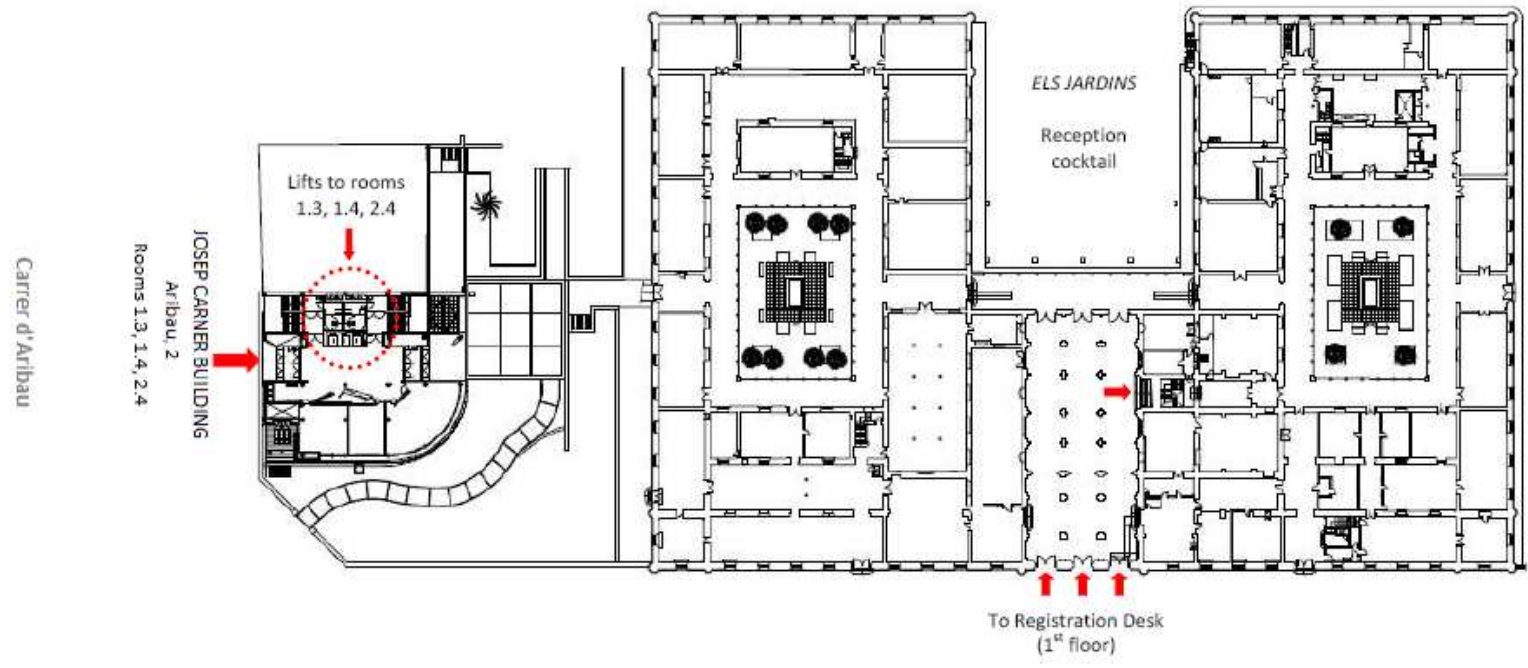 Carrer d'Aribau
JOSEP CARNER BUILDING
Aribau, 2
Rooms 1.3, 1.4, 2.4
Lifts to rooms
1.3, 1.4, 2.4
ELS JARDINS
Reception
cocktail
To Registration Desk
(1st floor)